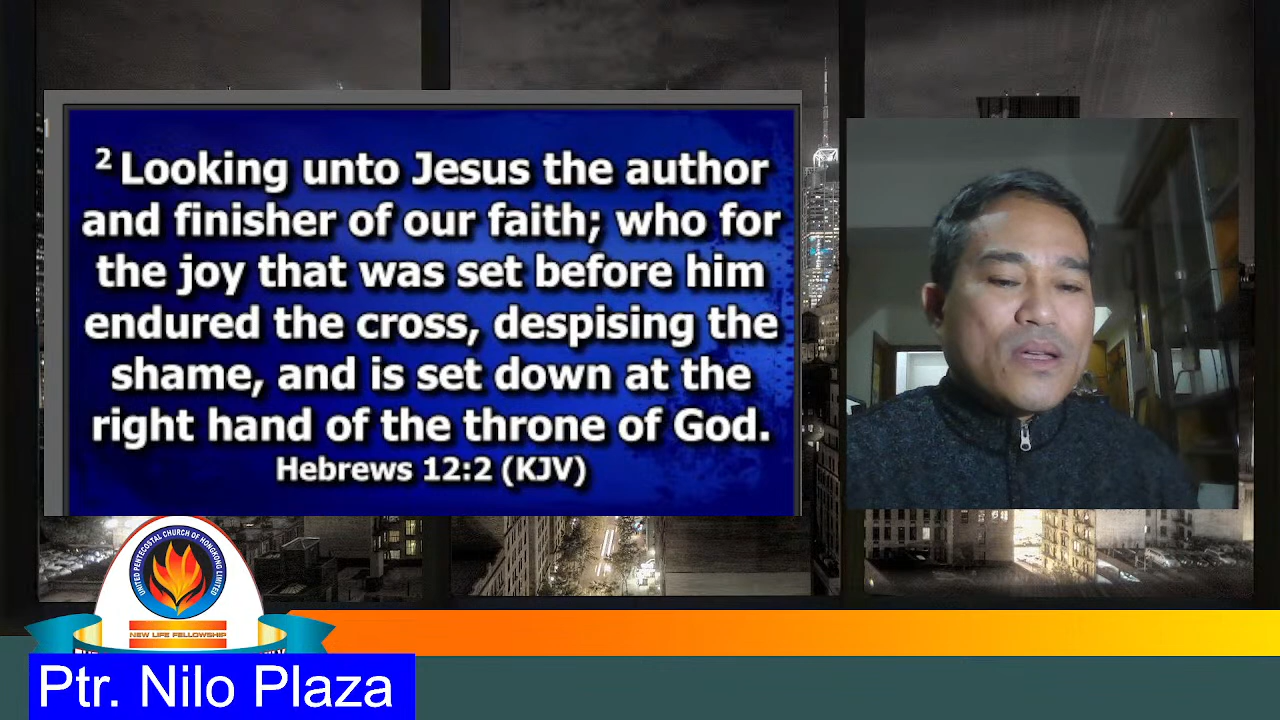 ² Looking unto Jesus the author
and finisher of our faith; who for
the joy that was set before him
endured the cross, despising the
shame, and is set down at the
right hand of the throne of God.
Hebrews 12:2 (KJV)
UNITED PENTECOSTAL CHURCH OF HONGKONG LIMITED
NEW LIFE FELLOWSHIP
Ptr. Nilo Plaza